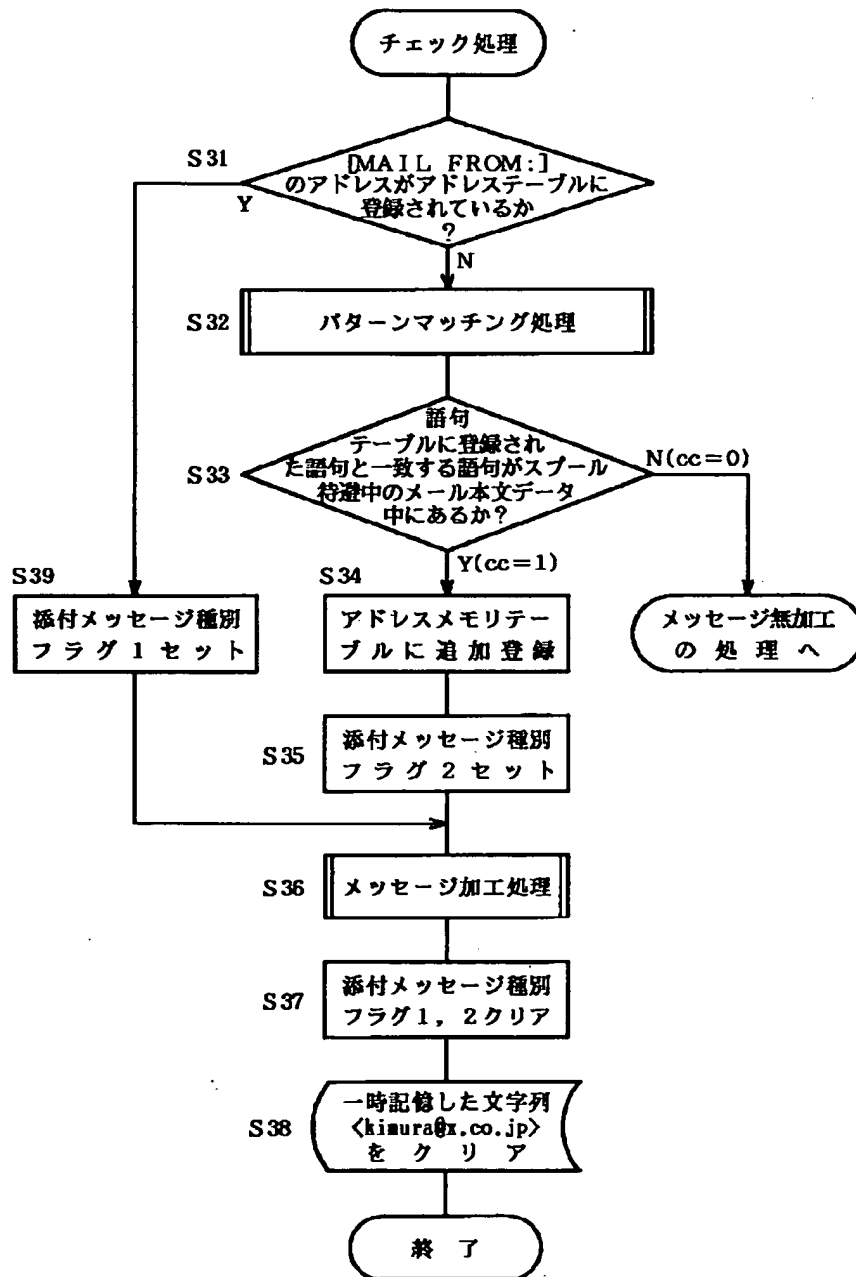 チェック処理
S31
[MAIL FROM:]
のアドレスがアドレステーブルに
登録されているか
?
Y
N
S32
パターンマッチング処理
S33
語句
テーブルに登録され
た語句と一致する語句がスプール
待避中のメール本文データ
中にあるか?
N(cc=0)
Y(cc=1)
S39
添付メッセージ種別
フラグ1セット
S34
アドレスメモリテー
ブルに追加登録
メッセージ無加工
の処理へ
S35
添付メッセージ種別
フラグ2セット
S36
メッセージ加工処理
S37
添付メッセージ種別
フラグ1,2クリア
S38
一時記憶した文字列
<kimura@x.co.jp>
をクリア
終了